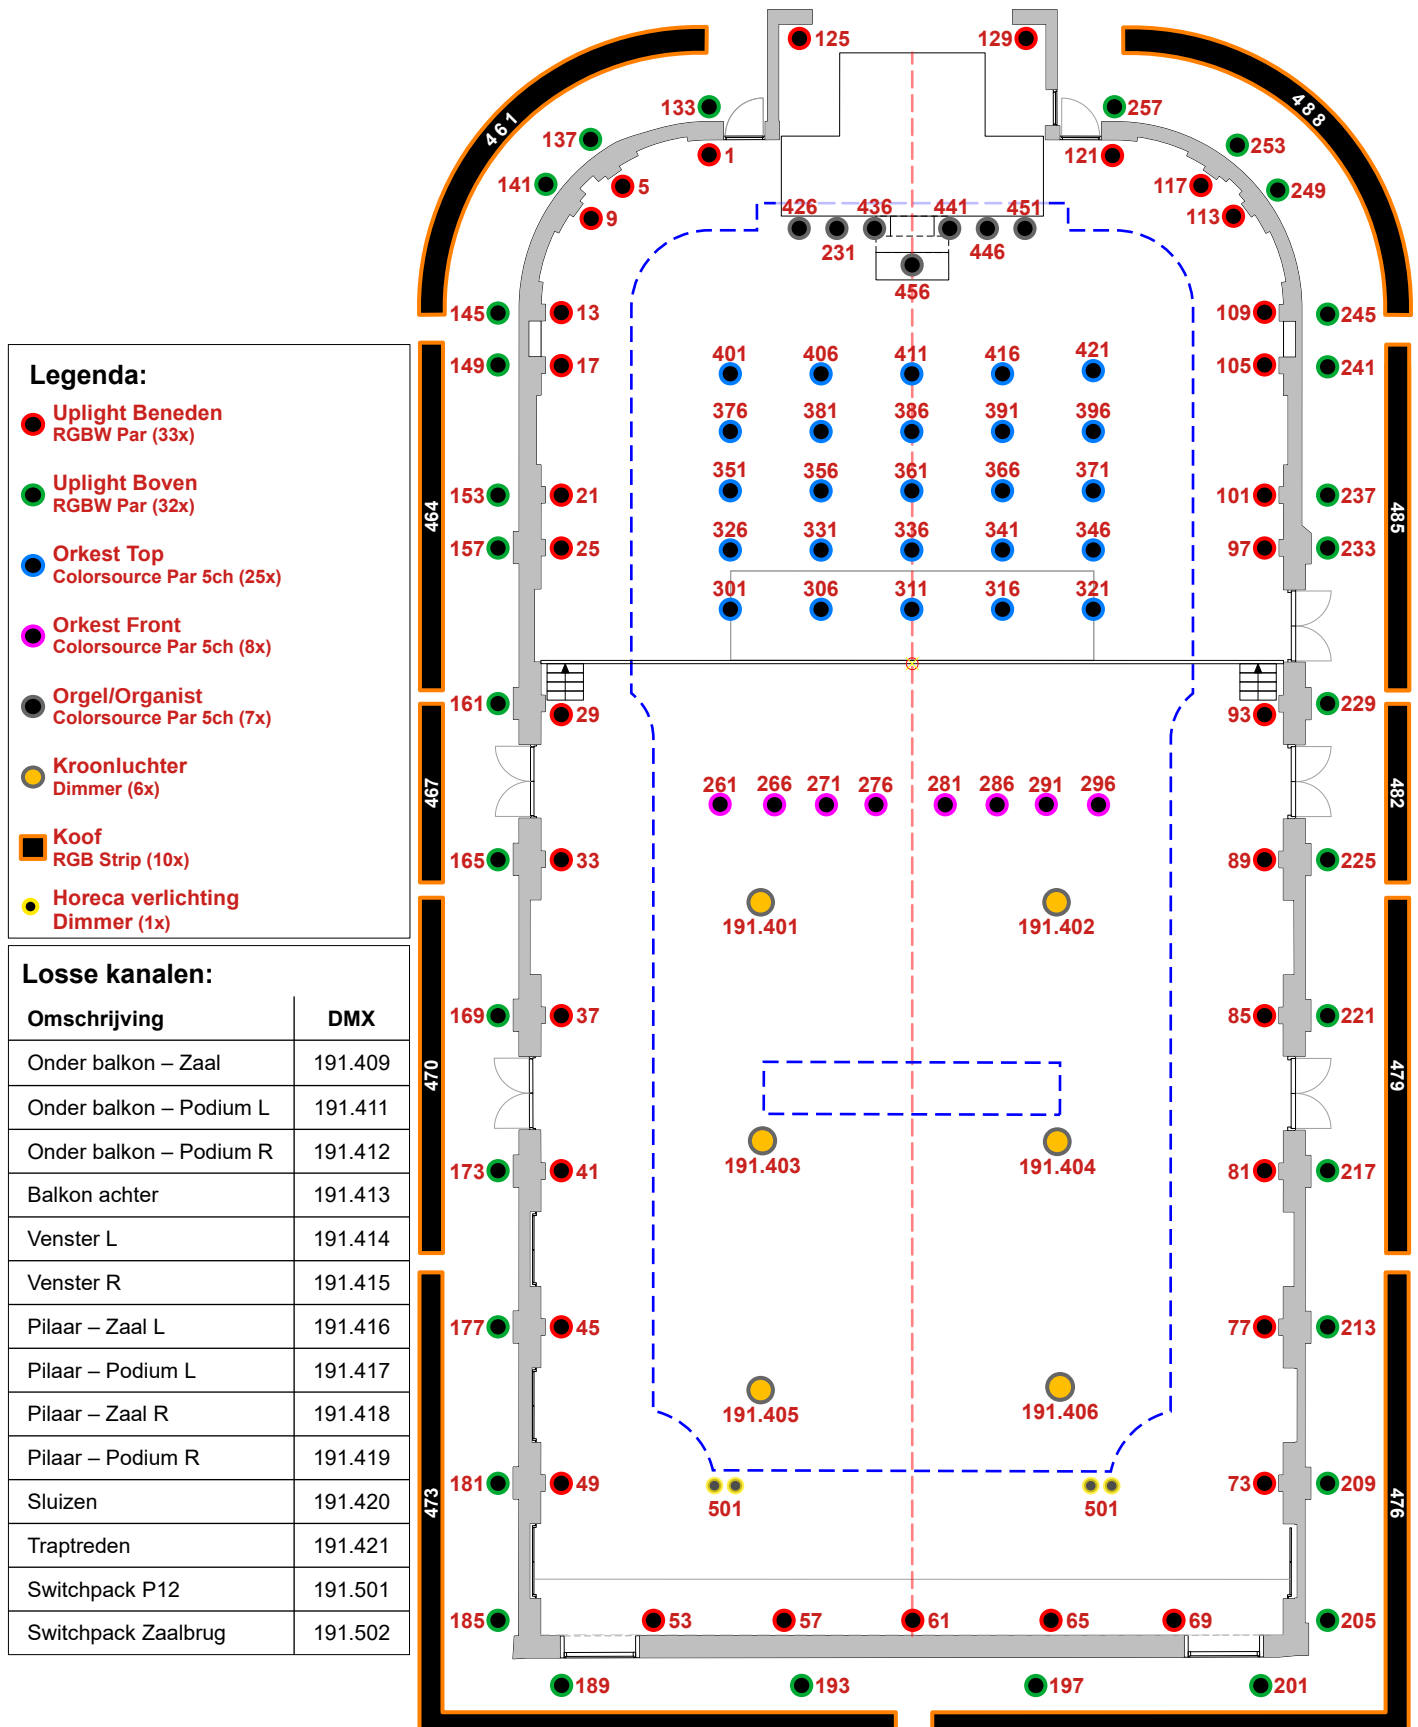 125 129
133 257
461 488
137 253
1 121
141 5 117 249
9 113
426 436 441 451
231 446
456
145 13 109 245
401 406 411 416 421
149 17 105 241
376 381 386 391 396
351 356 361 366 371
153 21 101 237
464 485
326 331 336 341 346
157 25 97 233
301 306 311 316 321
161 29 93 229
467 482
261 266 271 276 281 286 291 296
165 33 89 225
191.401 191.402
169 37 85 221
470 479
191.403 191.404
173 41 81 217
177 45 77 213
191.405 191.406
181 49 73 209
473 476
501 501
185 53 57 61 65 69 205
189 193 197 201
Legenda:
Uplight Beneden
RGBW Par (33x)
Uplight Boven
RGBW Par (32x)
Orkest Top
Colorsource Par 5ch (25x)
Orkest Front
Colorsource Par 5ch (8x)
Orgel/Organist
Colorsource Par 5ch (7x)
Kroonluchter
Dimmer (6x)
Koof
RGB Strip (10x)
Horeca verlichting
Dimmer (1x)
Losse kanalen:
Omschrijving DMX
Onder balkon – Zaal 191.409
Onder balkon – Podium L 191.411
Onder balkon – Podium R 191.412
Balkon achter 191.413
Venster L 191.414
Venster R 191.415
Pilaar – Zaal L 191.416
Pilaar – Podium L 191.417
Pilaar – Zaal R 191.418
Pilaar – Podium R 191.419
Sluizen 191.420
Traptreden 191.421
Switchpack P12 191.501
Switchpack Zaalbrug 191.502